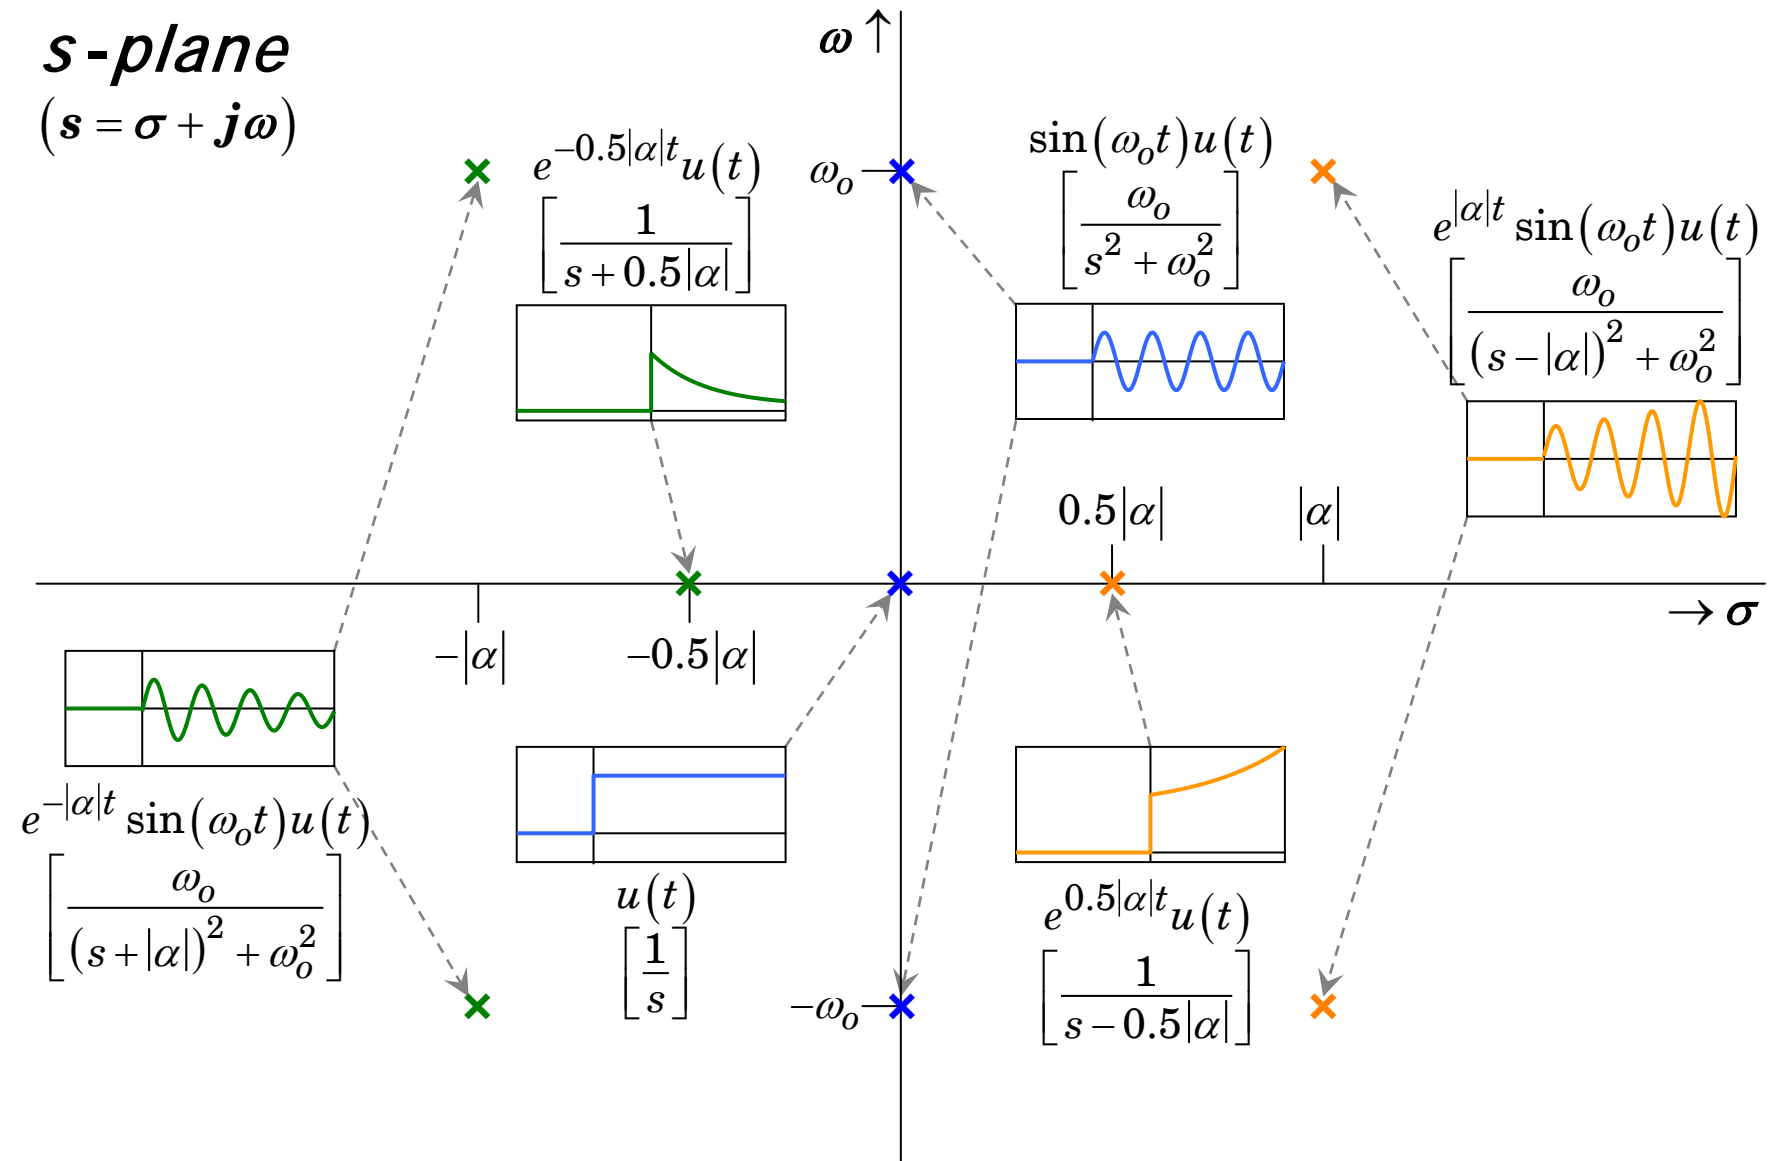 s-plane
(s = σ + jω)
ω ↑
e^{-0.5|α|t} u(t)
[1 / (s + 0.5|α|)]
ω_o
sin(ω_o t)u(t)
[ω_o / (s² + ω_o²)]
e^{|α|t} sin(ω_o t)u(t)
[ω_o / ((s − |α|)² + ω_o²)]
0.5|α|
|α|
→ σ
−|α|
−0.5|α|
e^{-|α|t} sin(ω_o t)u(t)
[ω_o / ((s + |α|)² + ω_o²)]
u(t)
[1 / s]
−ω_o
e^{0.5|α|t} u(t)
[1 / (s − 0.5|α|)]